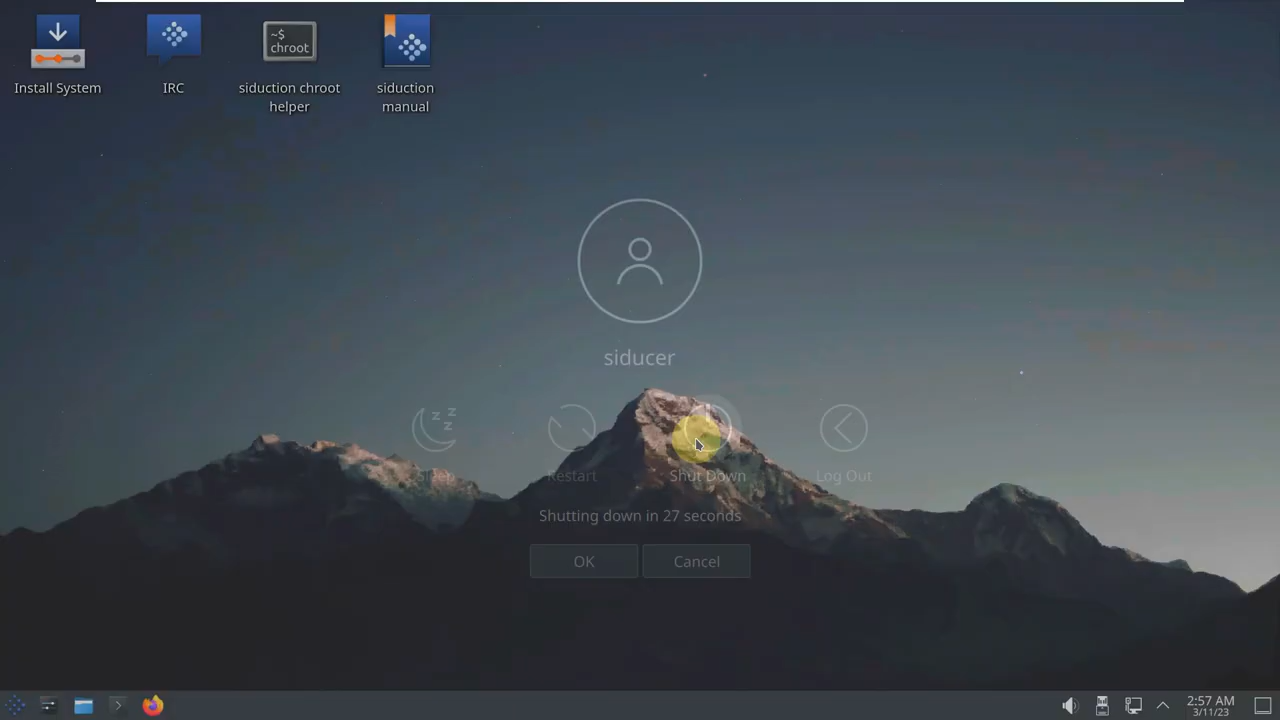 ~$
chroot
Install System
IRC
siduction chroot
helper
siduction
manual
siducer
z z z
Sleep
Restart
Shut Down
Log Out
Shutting down in 27 seconds
OK
Cancel
2:57 AM
3/11/23